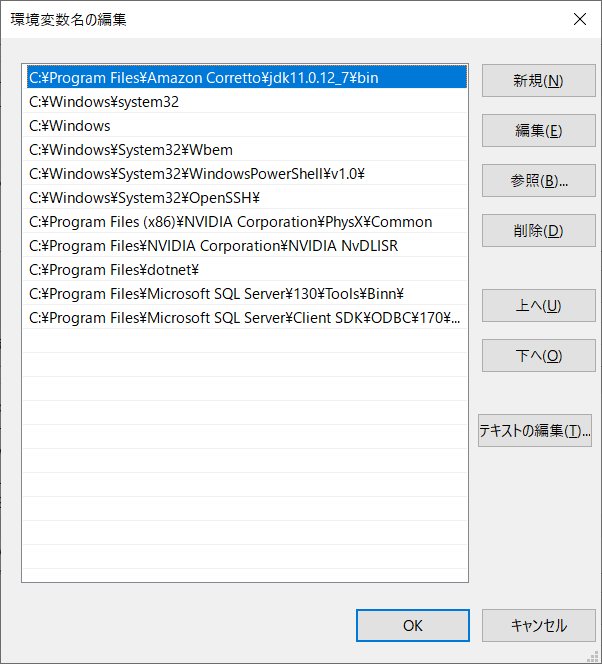 環境変数名の編集
C:¥Program Files¥Amazon Corretto¥jdk11.0.12_7¥bin
C:¥Windows¥system32
C:¥Windows
C:¥Windows¥System32¥Wbem
C:¥Windows¥System32¥WindowsPowerShell¥v1.0¥
C:¥Windows¥System32¥OpenSSH¥
C:¥Program Files (x86)¥NVIDIA Corporation¥PhysX¥Common
C:¥Program Files¥NVIDIA Corporation¥NVIDIA NvDLISR
C:¥Program Files¥dotnet¥
C:¥Program Files¥Microsoft SQL Server¥130¥Tools¥Binn¥
C:¥Program Files¥Microsoft SQL Server¥Client SDK¥ODBC¥170¥...
新規(N)
編集(E)
参照(B)...
削除(D)
上へ(U)
下へ(O)
テキストの編集(T)...
OK
キャンセル